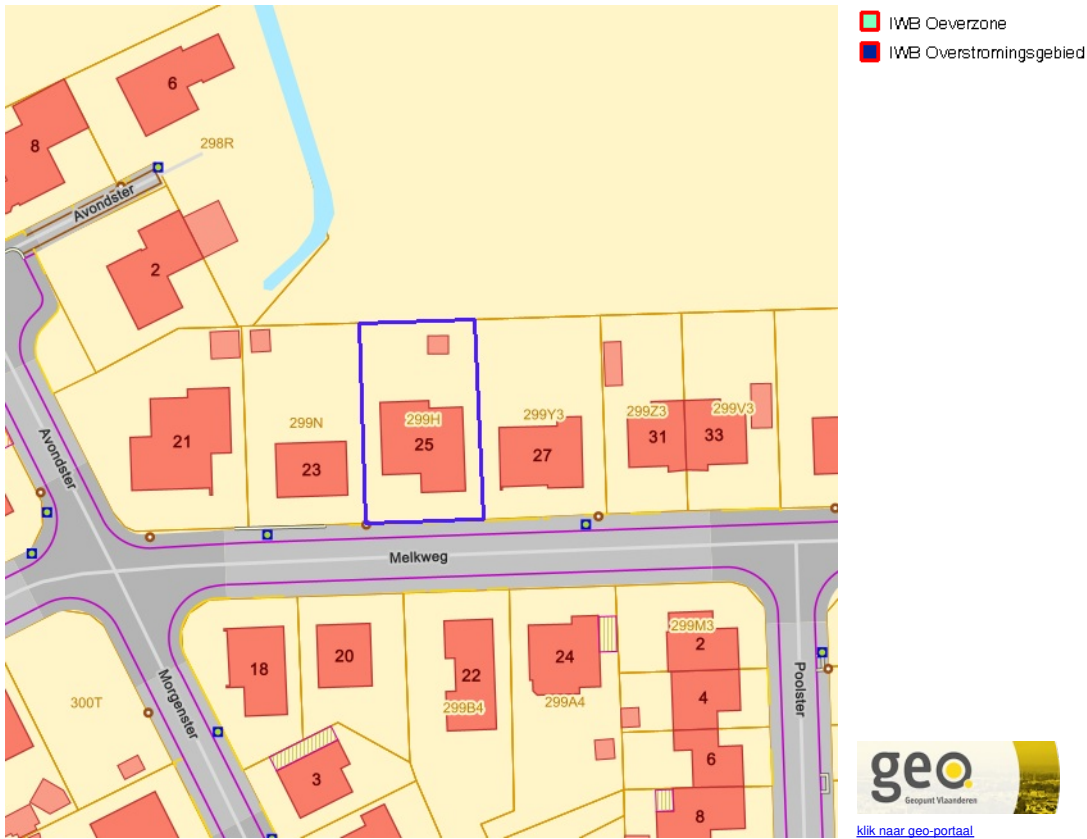 IWB Oeverzone
IWB Overstromingsgebied
6
8
298R
Avondster
2
21
299N
23
299H
25
299Y3
27
299Z3
31
299V3
33
Avondster
Melkweg
18
20
22
299B4
24
299A4
299M3
2
4
6
8
300T
Morgenster
3
Poolster
geo
Geopunt Vlaanderen
klik naar geo-portaal